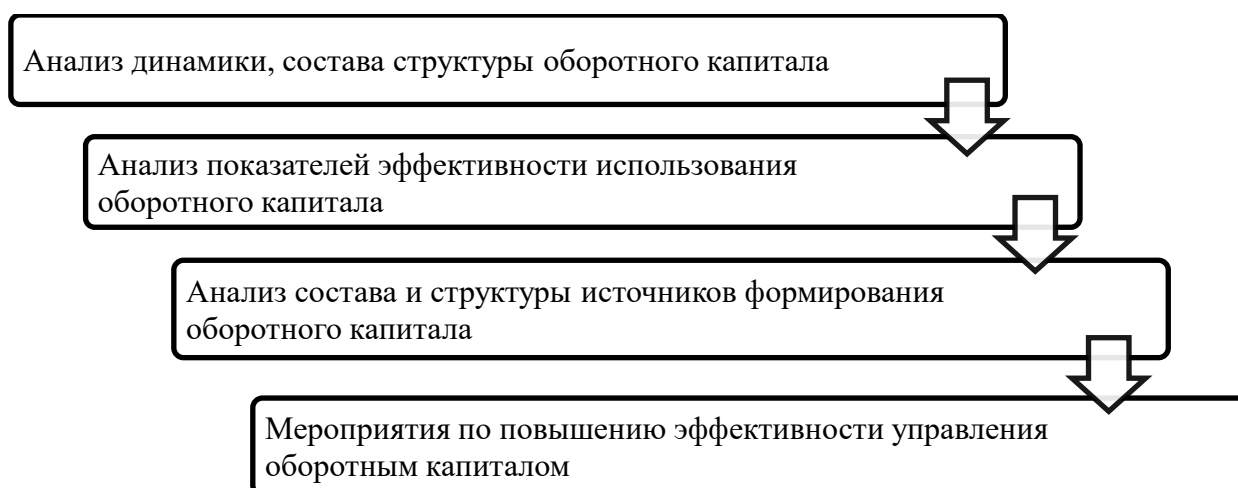 Анализ динамики, состава структуры оборотного капитала
Анализ показателей эффективности использования
оборотного капитала
Анализ состава и структуры источников формирования
оборотного капитала
Мероприятия по повышению эффективности управления
оборотным капиталом